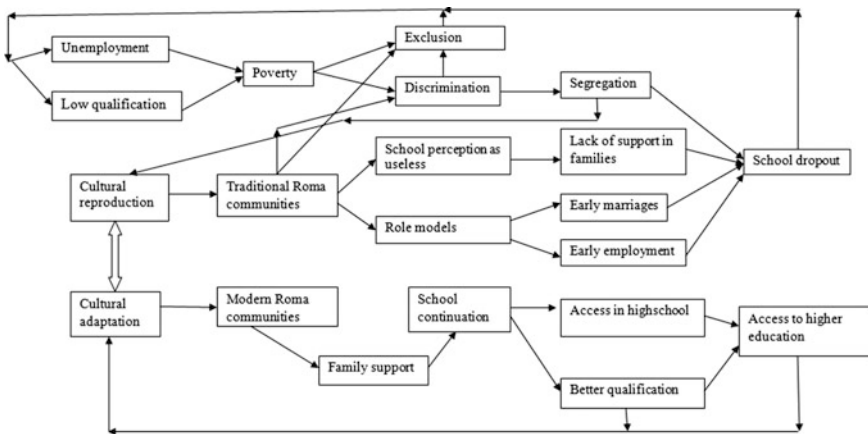 Unemployment
Exclusion
Poverty
Low qualification
Discrimination
Segregation
School perception as
useless
Lack of support in
families
School dropout
Cultural
reproduction
Traditional Roma
communities
Role models
Early marriages
Early employment
Cultural
adaptation
Modern Roma
communities
School
continuation
Access in highschool
Access to higher
education
Family support
Better qualification